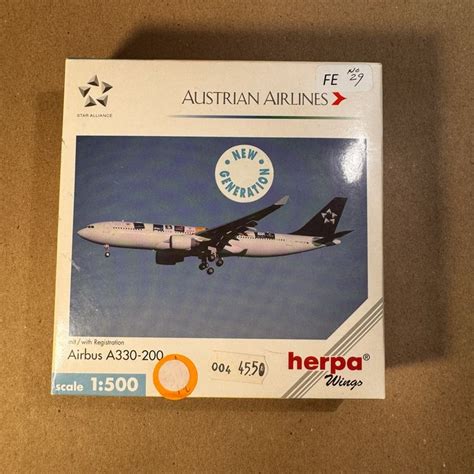 FE NO 29
STAR ALLIANCE
AUSTRIAN AIRLINES
NEW GENERATION
mit/with Registration
Airbus A330-200
scale 1:500
004 4550
herpa®
Wings